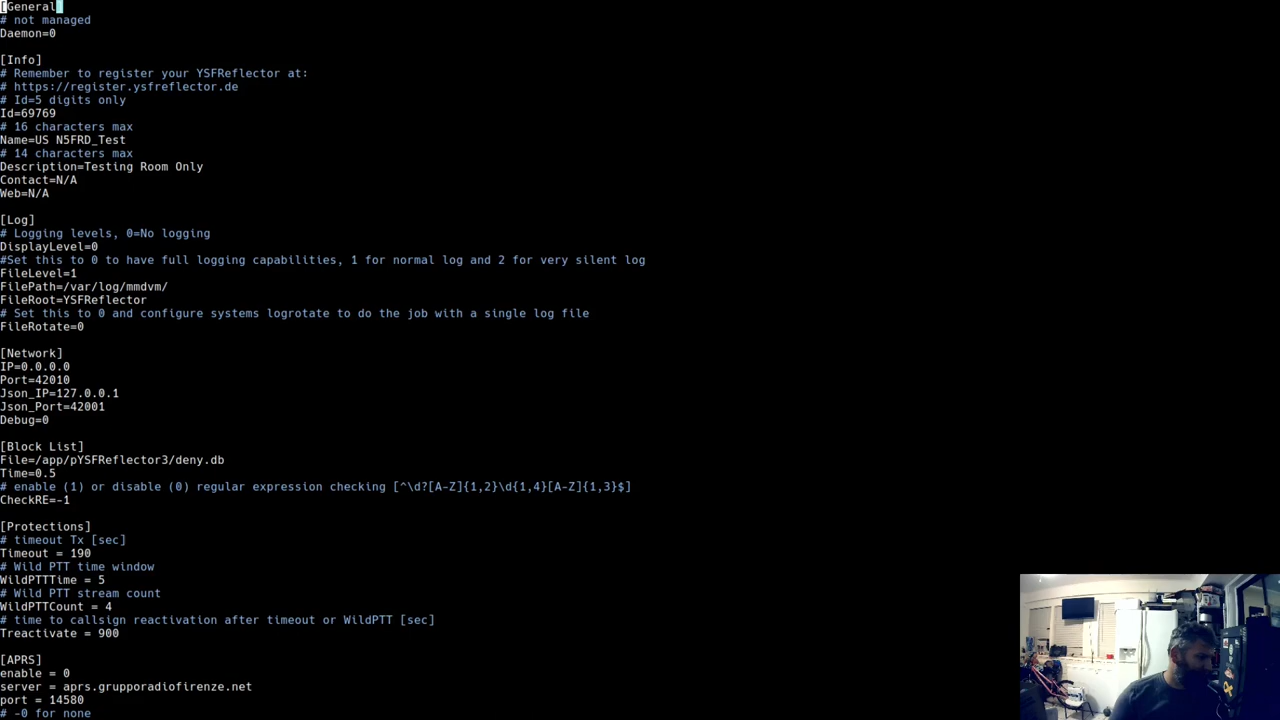 [General]
# not managed
Daemon=0
[Info]
# Remember to register your YSFReflector at:
# https://register.ysfreflector.de
# Id=5 digits only
Id=69769
# 16 characters max
Name=US N5FRD_Test
# 14 characters max
Description=Testing Room Only
Contact=N/A
Web=N/A
[Log]
# Logging levels, 0=No logging
DisplayLevel=0
#Set this to 0 to have full logging capabilities, 1 for normal log and 2 for very silent log
FileLevel=1
FilePath=/var/log/mmdvm/
FileRoot=YSFReflector
# Set this to 0 and configure systems logrotate to do the job with a single log file
FileRotate=0
[Network]
IP=0.0.0.0
Port=42010
Json_IP=127.0.0.1
Json_Port=42001
Debug=0
[Block List]
File=/app/pYSFReflector3/deny.db
Time=0.5
# enable (1) or disable (0) regular expression checking [^\d?[A-Z]{1,2}\d{1,4}[A-Z]{1,3}$]
CheckRE=-1
[Protections]
# timeout Tx [sec]
Timeout = 190
# Wild PTT time window
WildPTTTime = 5
# Wild PTT stream count
WildPTTCount = 4
# time to callsign reactivation after timeout or WildPTT [sec]
Treactivate = 900
[APRS]
enable = 0
server = aprs.grupporadiofirenze.net
port = 14580
# -0 for none